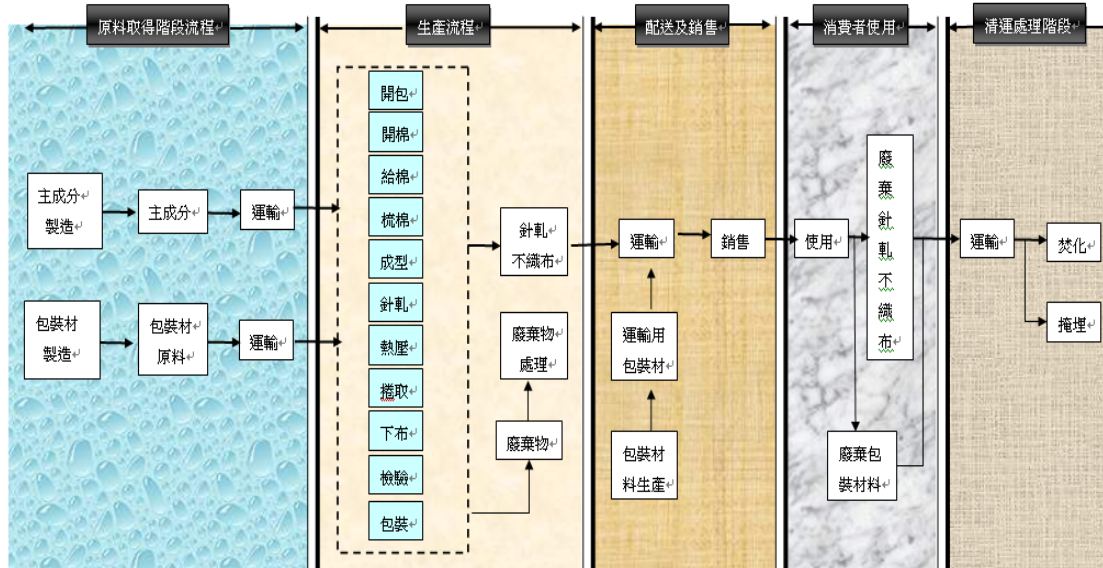 原料取得階段流程
生產流程
配送及銷售
消費者使用
清運處理階段
主成分
製造
主成分
運輸
包裝材
製造
包裝材
原料
運輸
開包
開棉
給棉
梳棉
成型
針軋
熱壓
捲取
下布
檢驗
包裝
針軋
不織布
廢棄物
處理
廢棄物
運輸
銷售
運輸用
包裝材
包裝材
料生產
使用
廢
棄
針
軋
不
織
布
廢棄包
裝材料
運輸
焚化
掩埋